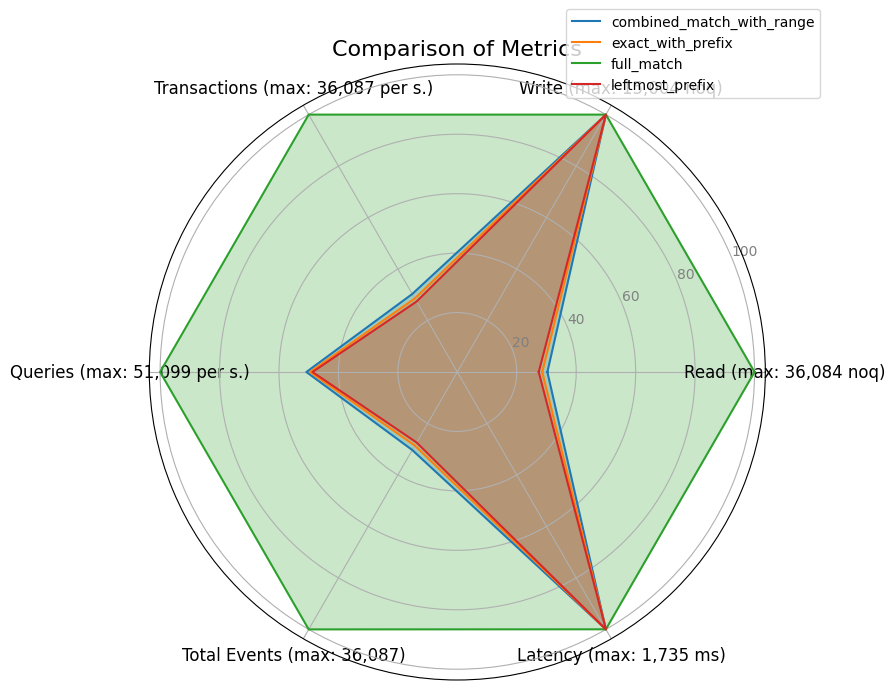 combined_match_with_range
exact_with_prefix
full_match
leftmost_prefix
Comparison of Metrics
Transactions (max: 36,087 per s.)
Write (max: noq)
100
80
60
40
20
Queries (max: 51,099 per s.)
Read (max: 36,084 noq)
Total Events (max: 36,087)
Latency (max: 1,735 ms)